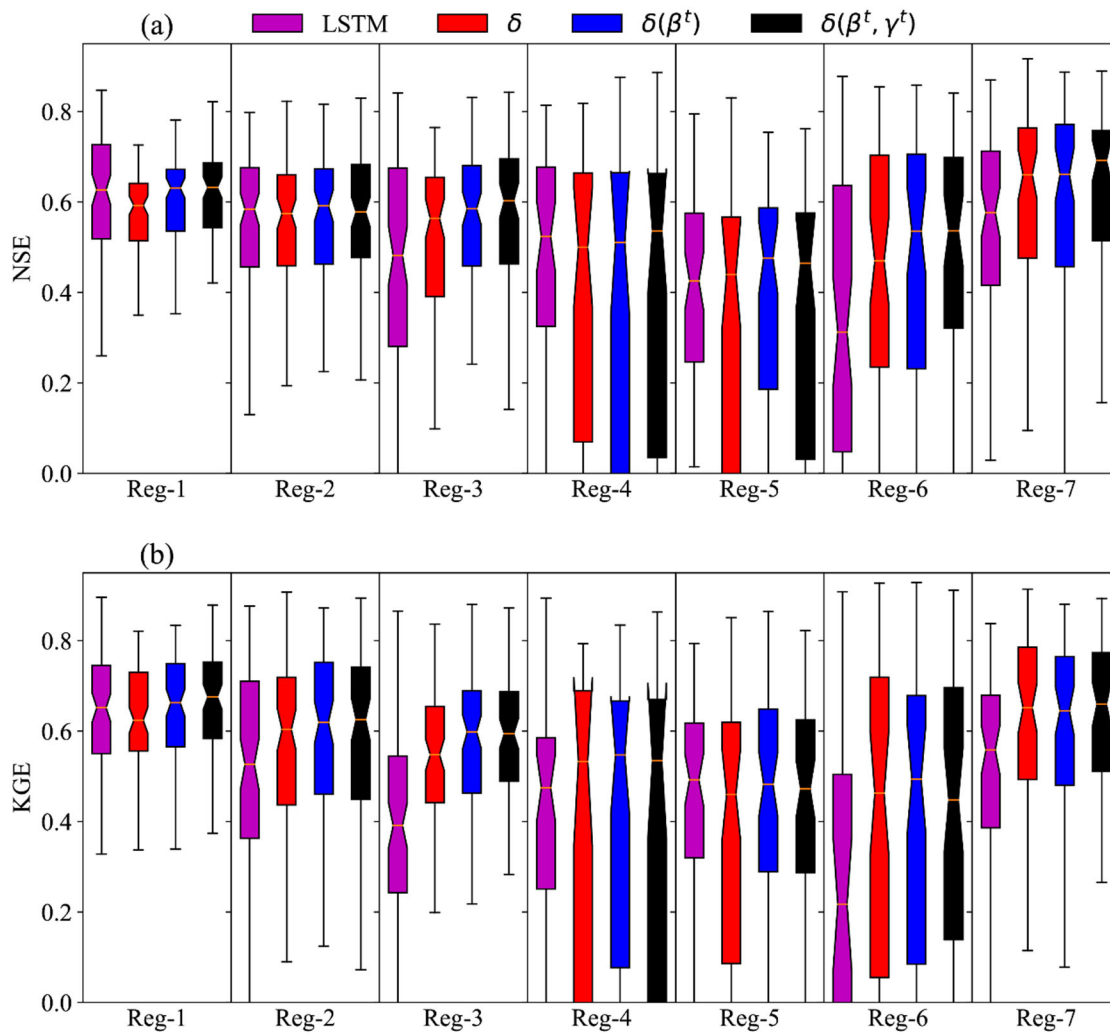 (a) LSTM δ δ(β^t) δ(β^t, γ^t)
0.8
0.6
NSE
0.4
0.2
0.0
Reg-1 Reg-2 Reg-3 Reg-4 Reg-5 Reg-6 Reg-7
(b)
0.8
0.6
KGE
0.4
0.2
0.0
Reg-1 Reg-2 Reg-3 Reg-4 Reg-5 Reg-6 Reg-7